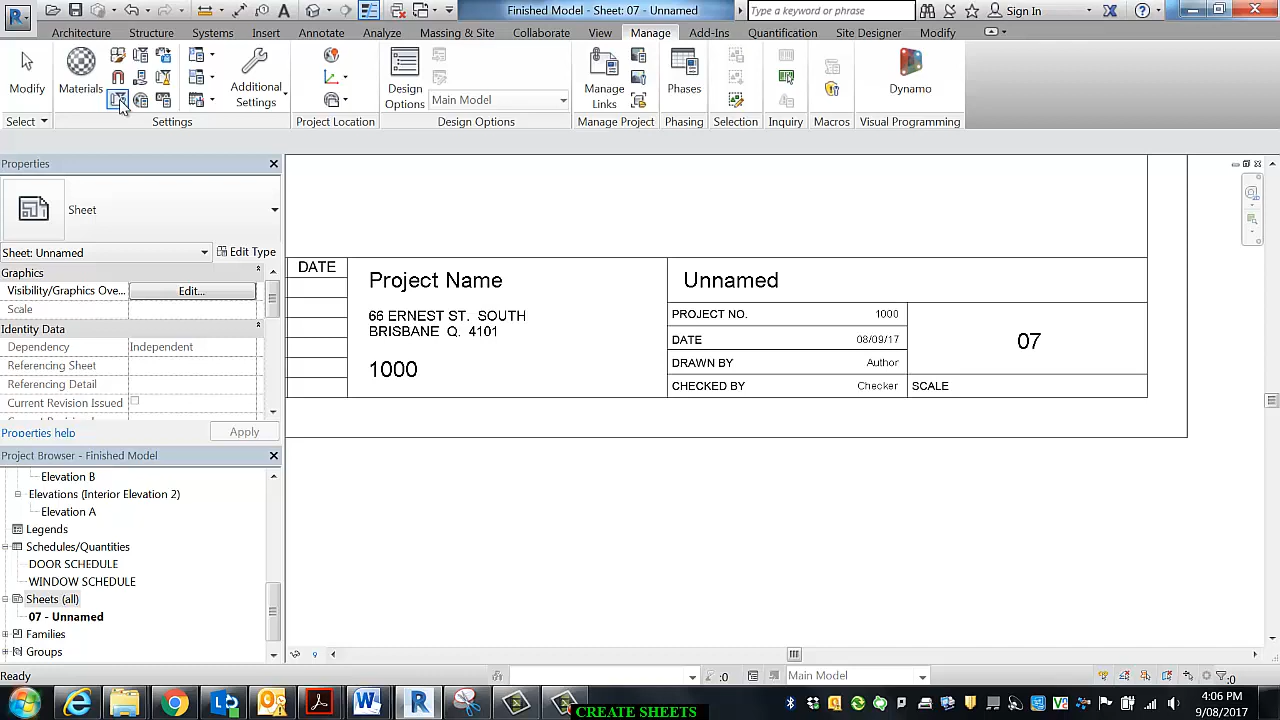 Finished Model - Sheet: 07 - Unnamed
Type a keyword or phrase
Sign In
Architecture Structure Systems Insert Annotate Analyze Massing & Site Collaborate View Manage Add-Ins Quantification Site Designer Modify
Modify
Materials
Additional Settings
Design Options
Main Model
Manage Links
Phases
Dynamo
Select Settings Project Location Design Options Manage Project Phasing Selection Inquiry Macros Visual Programming
Properties
Sheet
Sheet: Unnamed
Edit Type
Graphics
Visibility/Graphics Ove... Edit...
Scale
Identity Data
Dependency Independent
Referencing Sheet
Referencing Detail
Current Revision Issued
Properties help
Apply
Project Browser - Finished Model
Elevation B
Elevations (Interior Elevation 2)
Elevation A
Legends
Schedules/Quantities
DOOR SCHEDULE
WINDOW SCHEDULE
Sheets (all)
07 - Unnamed
Families
Groups
DATE
Project Name
66 ERNEST ST. SOUTH
BRISBANE Q. 4101
1000
Unnamed
PROJECT NO. 1000
DATE 08/09/17
DRAWN BY Author
CHECKED BY Checker
07
SCALE
Ready
:0
Main Model
:0
CREATE SHEETS
4:06 PM
9/08/2017